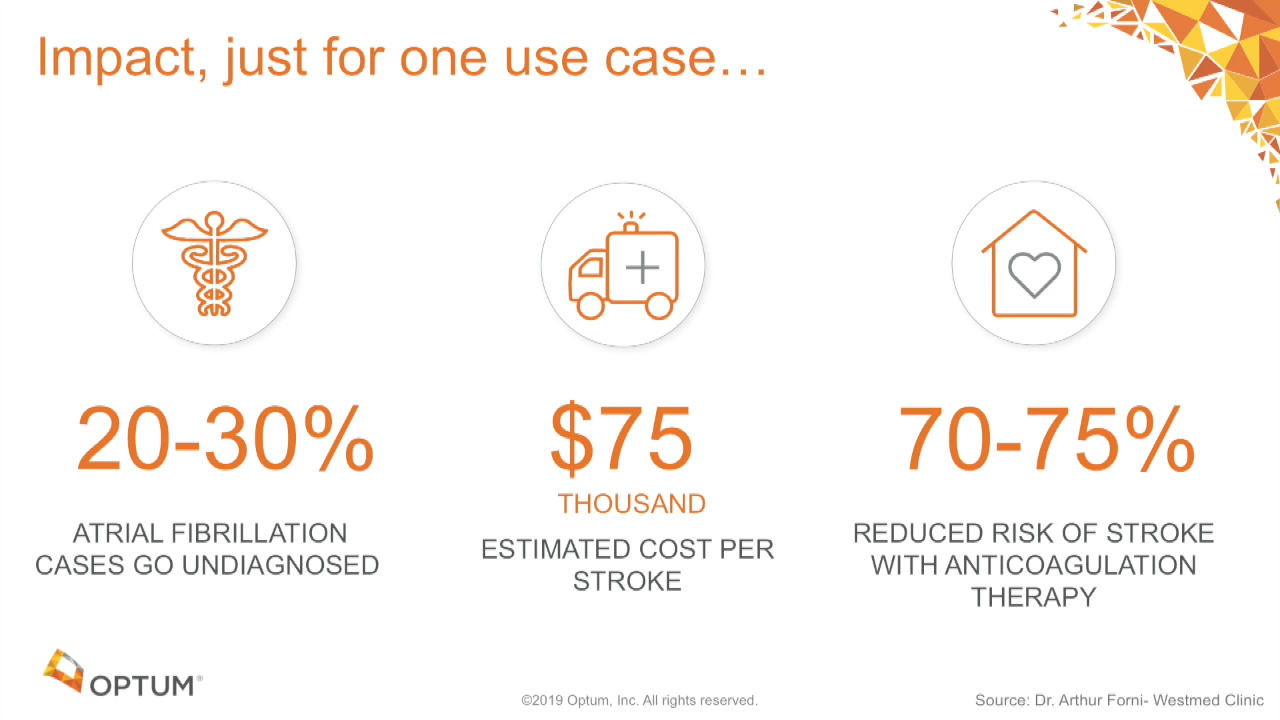 Impact, just for one use case…
20-30%
ATRIAL FIBRILLATION
CASES GO UNDIAGNOSED
$75
THOUSAND
ESTIMATED COST PER
STROKE
70-75%
REDUCED RISK OF STROKE
WITH ANTICOAGULATION
THERAPY
OPTUM®
©2019 Optum, Inc. All rights reserved.
Source: Dr. Arthur Forni- Westmed Clinic